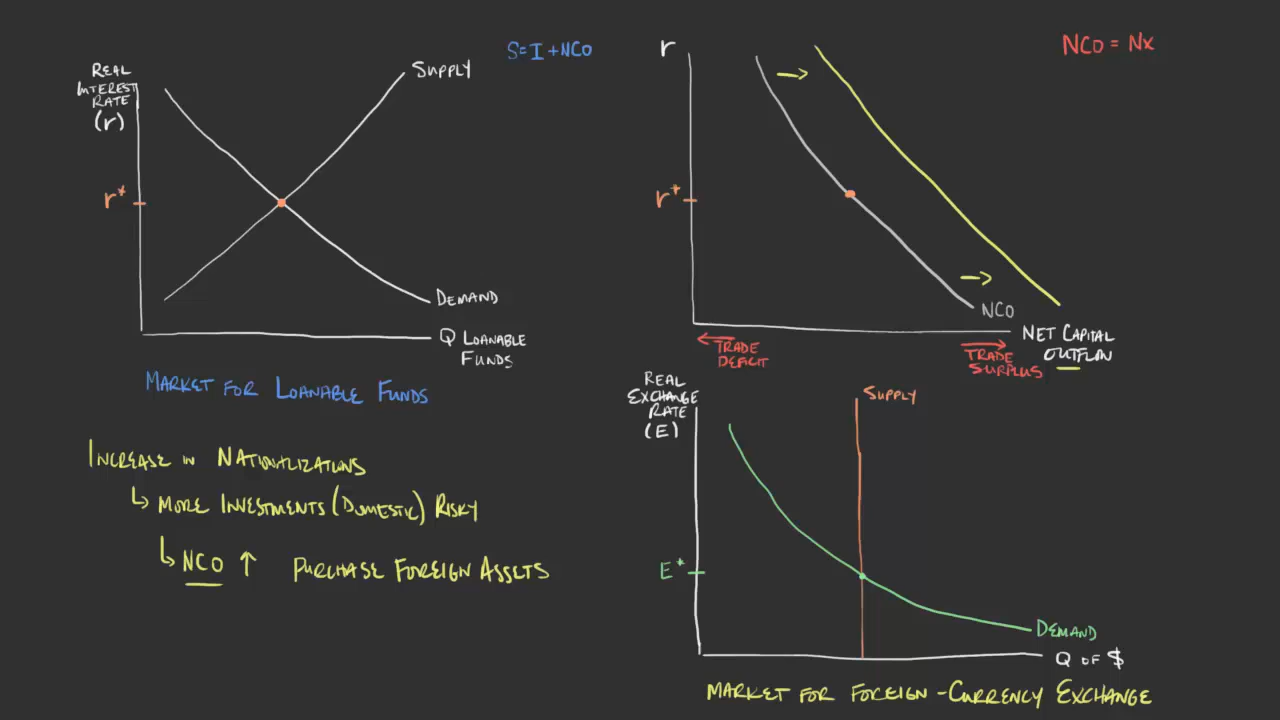 S=I+NCO
REAL
INTEREST
RATE
(r)
SUPPLY
r*
DEMAND
Q LOANABLE
FUNDS
MARKET FOR LOANABLE FUNDS
INCREASE IN NATIONALIZATIONS
↳ MORE INVESTMENTS (DOMESTIC) RISKY
↳ NCO ↑ PURCHASE FOREIGN ASSETS
r
NCO = NX
→
r*
→
NCO
NET CAPITAL
OUTFLOW
← TRADE
DEFICIT
→ TRADE
SURPLUS
REAL
EXCHANGE
RATE
(E)
SUPPLY
E*
DEMAND
Q OF $
MARKET FOR FOREIGN-CURRENCY EXCHANGE